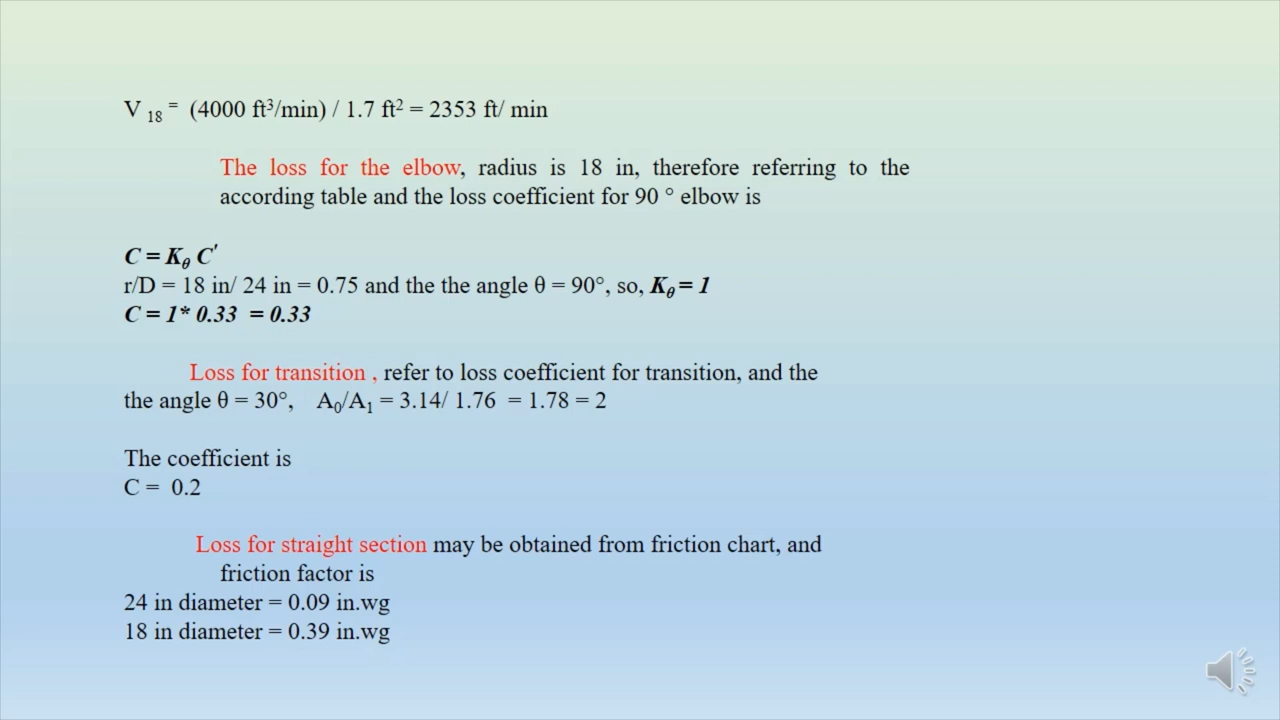 V 18 = (4000 ft³/min) / 1.7 ft² = 2353 ft/ min
The loss for the elbow, radius is 18 in, therefore referring to the
according table and the loss coefficient for 90 ° elbow is
C = Kθ C'
r/D = 18 in/ 24 in = 0.75 and the the angle θ = 90°, so, Kθ = 1
C = 1* 0.33 = 0.33
Loss for transition , refer to loss coefficient for transition, and the
the angle θ = 30°, A₀/A₁ = 3.14/ 1.76 = 1.78 = 2
The coefficient is
C = 0.2
Loss for straight section may be obtained from friction chart, and
friction factor is
24 in diameter = 0.09 in.wg
18 in diameter = 0.39 in.wg